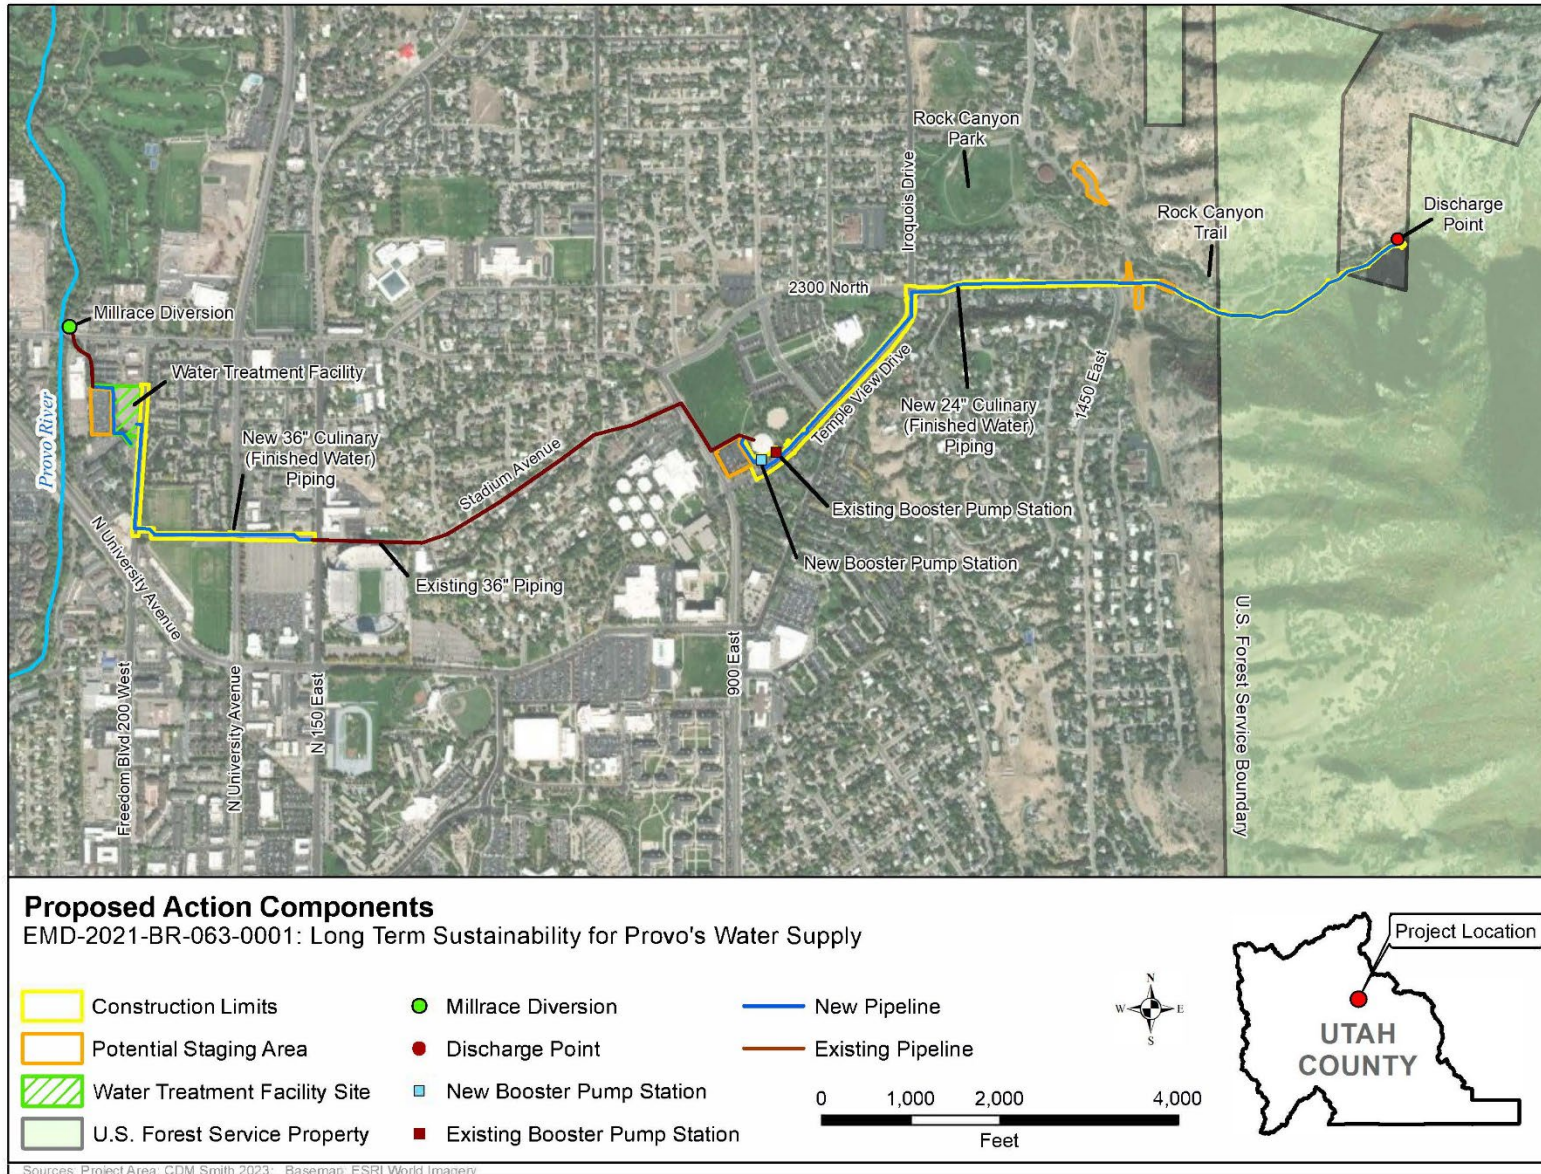 Rock Canyon
Park
Iroquois Drive
Rock Canyon
Trail
Discharge
Point
2300 North
Millrace Diversion
Water Treatment Facility
Temple View Drive
1450 East
New 24" Culinary
(Finished Water)
Piping
Provo River
New 36" Culinary
(Finished Water)
Piping
Stadium Avenue
Existing Booster Pump Station
New Booster Pump Station
N University Avenue
Existing 36" Piping
U.S. Forest Service Boundary
Freedom Blvd 200 West
N University Avenue
N 150 East
900 East
Proposed Action Components
EMD-2021-BR-063-0001: Long Term Sustainability for Provo's Water Supply
Construction Limits
Potential Staging Area
Water Treatment Facility Site
U.S. Forest Service Property
Millrace Diversion
Discharge Point
New Booster Pump Station
Existing Booster Pump Station
New Pipeline
Existing Pipeline
0 1,000 2,000 4,000
Feet
N
W E
S
Project Location
UTAH
COUNTY
Sources: Project Area: CDM Smith 2023; Basemap: ESRI World Imagery